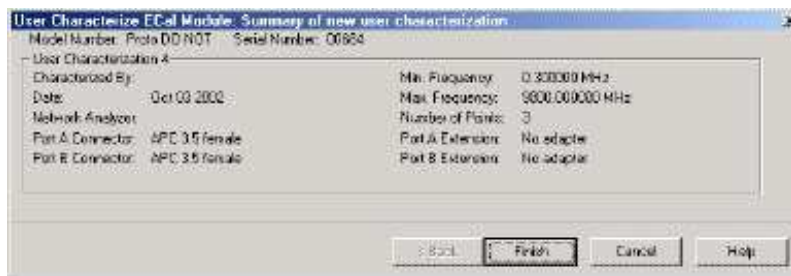 User Characterize ECal Module: Summary of new user characterization
Model Number: Proto DO NOT Serial Number: 00684
User Characterization 4
Characterized By:
Date: Oct 03 2002
Network Analyzer:
Port A Connector: APC 3.5 female
Port B Connector: APC 3.5 female
Min. Frequency: 0.300000 MHz
Max. Frequency: 9000.000000 MHz
Number of Points: 3
Port A Extension: No adapter
Port B Extension: No adapter
< Back Finish Cancel Help